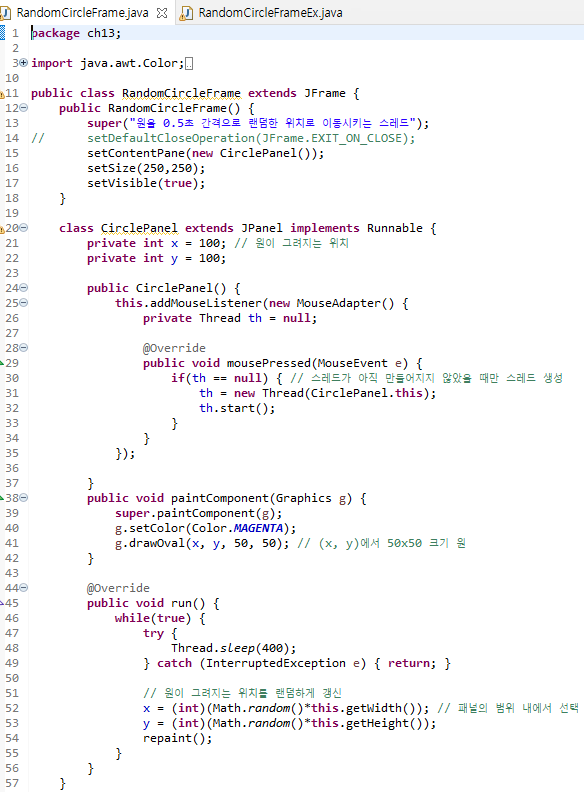 RandomCircleFrame.java RandomCircleFrameEx.java
1 package ch13;
2
3 import java.awt.Color;
10
11 public class RandomCircleFrame extends JFrame {
12     public RandomCircleFrame() {
13         super("원을 0.5초 간격으로 랜덤한 위치로 이동시키는 스레드");
14 //      setDefaultCloseOperation(JFrame.EXIT_ON_CLOSE);
15         setContentPane(new CirclePanel());
16         setSize(250,250);
17         setVisible(true);
18     }
19
20     class CirclePanel extends JPanel implements Runnable {
21         private int x = 100; // 원이 그려지는 위치
22         private int y = 100;
23
24         public CirclePanel() {
25             this.addMouseListener(new MouseAdapter() {
26                 private Thread th = null;
27
28                 @Override
29                 public void mousePressed(MouseEvent e) {
30                     if(th == null) { // 스레드가 아직 만들어지지 않았을 때만 스레드 생성
31                         th = new Thread(CirclePanel.this);
32                         th.start();
33                     }
34                 }
35             });
36
37         }
38         public void paintComponent(Graphics g) {
39             super.paintComponent(g);
40             g.setColor(Color.MAGENTA);
41             g.drawOval(x, y, 50, 50); // (x, y)에서 50x50 크기 원
42         }
43
44         @Override
45         public void run() {
46             while(true) {
47                 try {
48                     Thread.sleep(400);
49                 } catch (InterruptedException e) { return; }
50
51                 // 원이 그려지는 위치를 랜덤하게 갱신
52                 x = (int)(Math.random()*this.getWidth()); // 패널의 범위 내에서 선택
53                 y = (int)(Math.random()*this.getHeight());
54                 repaint();
55             }
56         }
57     }